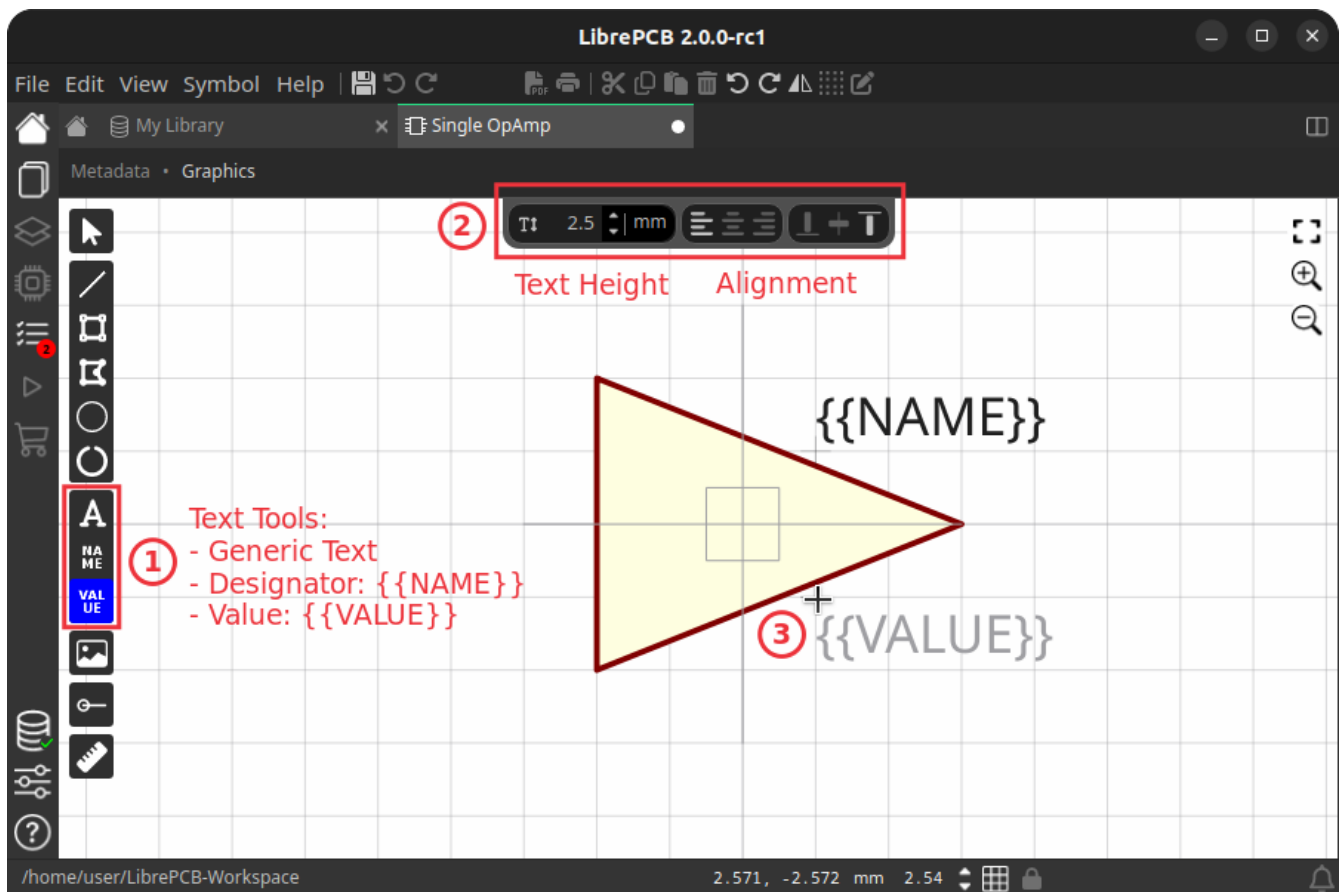 LibrePCB 2.0.0-rc1
File Edit View Symbol Help
PDF
My Library
Single OpAmp
Metadata • Graphics
2
2.5 mm
Text Height Alignment
{{NAME}}
2
A
NA
ME
VAL
UE
1
Text Tools:
- Generic Text
- Designator: {{NAME}}
- Value: {{VALUE}}
3
{{VALUE}}
/home/user/LibrePCB-Workspace
2.571, -2.572 mm 2.54